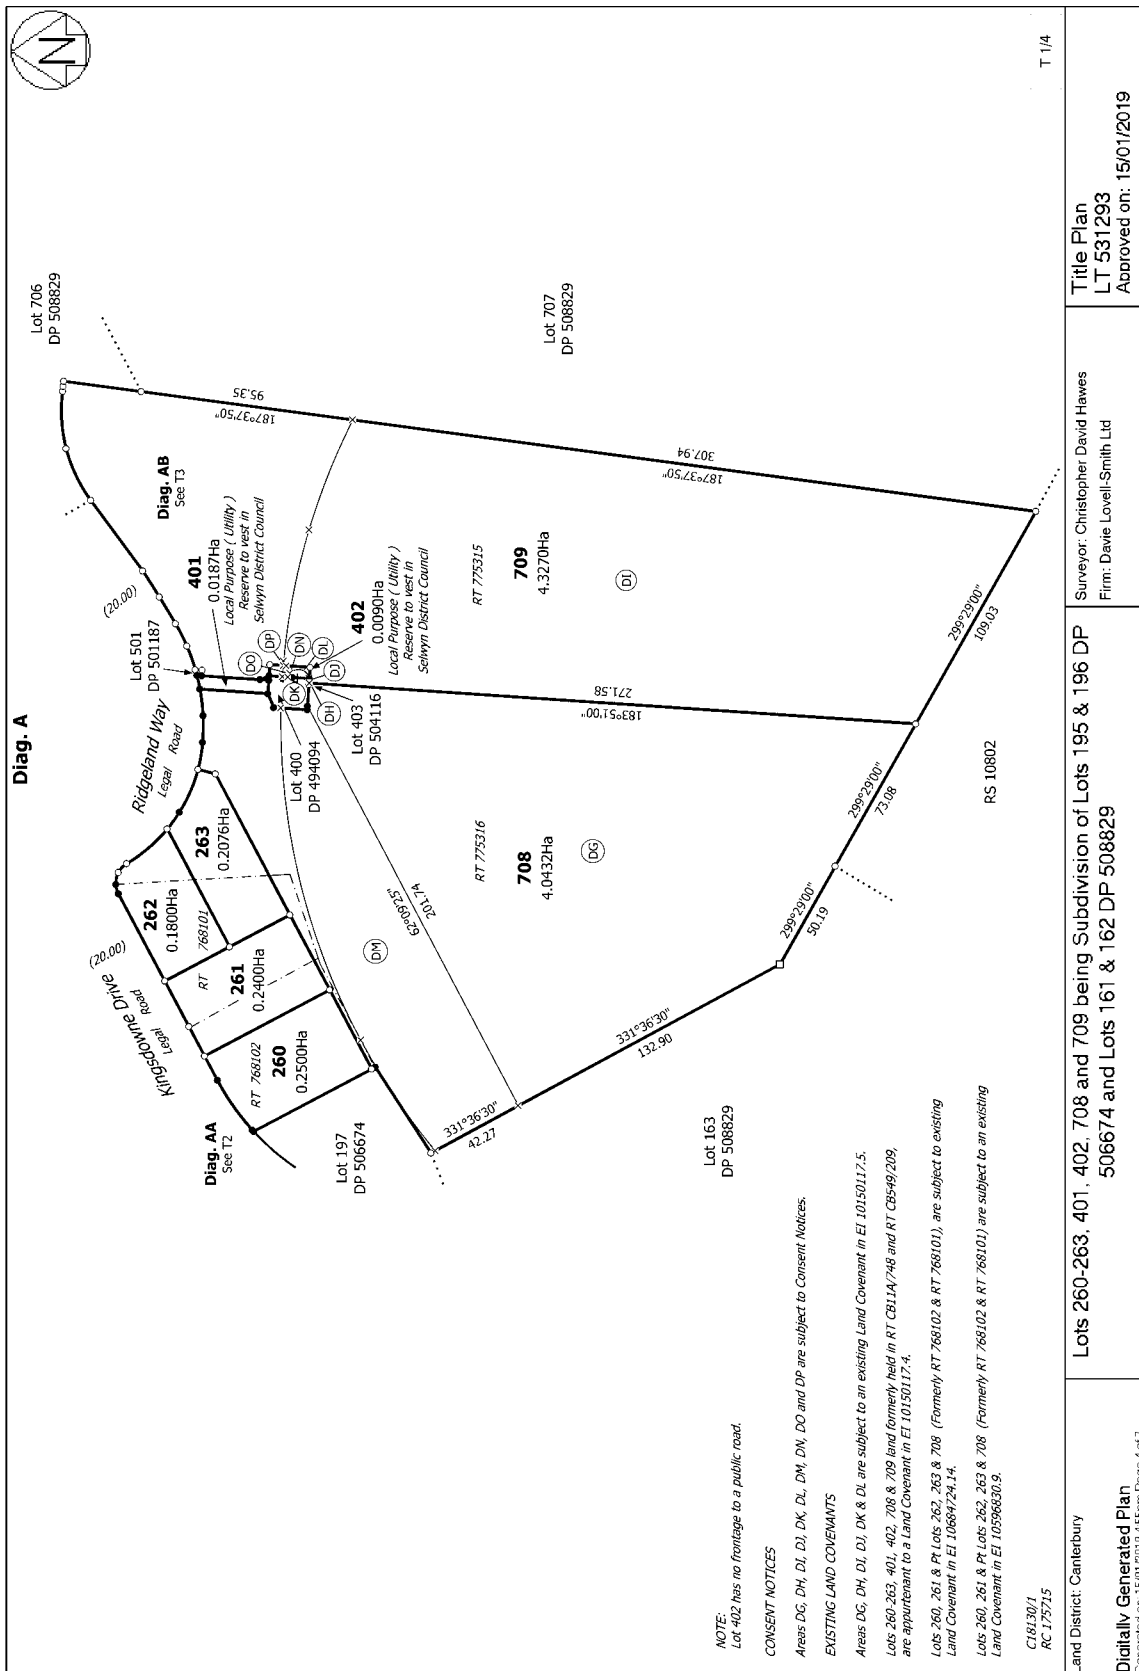 Diag. A
N
Lot 706
DP 508829
Diag. AB
See T3
(20.00)
95.35
187°37'50"
Lot 501
DP 501187
401
0.0187Ha
Local Purpose ( Utility )
Reserve to vest in
Selwyn District Council
Ridgeland Way
Legal Road
263
0.2076Ha
262
0.1800Ha
RT 768101
(20.00)
Kingsdowne Drive
Legal Road
261
0.2400Ha
RT 768102
260
0.2500Ha
Diag. AA
See T2
Lot 197
DP 506674
DO
DP
DN
DL
DJ
DK
DH
402
0.0090Ha
Local Purpose ( Utility )
Reserve to vest in
Selwyn District Council
Lot 400
DP 494094
Lot 403
DP 504116
DM
62°09'25"
201.74
RT 775316
708
4.0432Ha
DG
RT 775315
709
4.3270Ha
DI
307.94
187°37'50"
271.58
183°51'00"
Lot 707
DP 508829
331°36'30"
42.27
331°36'30"
132.90
299°29'00"
50.19
299°29'00"
73.08
299°29'00"
109.03
Lot 163
DP 508829
RS 10802
NOTE:
Lot 402 has no frontage to a public road.
CONSENT NOTICES
Areas DG, DH, DI, DJ, DK, DL, DM, DN, DO and DP are subject to Consent Notices.
EXISTING LAND COVENANTS
Areas DG, DH, DI, DJ, DK & DL are subject to an existing Land Covenant in EI 10150117.5.
Lots 260-263, 401, 402, 708 & 709 land formerly held in RT CB11A/748 and RT CB549/209,
are appurtenant to a Land Covenant in EI 10150117.4.
Lots 260, 261 & Pt Lots 262, 263 & 708 (Formerly RT 768102 & RT 768101), are subject to existing
Land Covenant in EI 10684724.14.
Lots 260, 261 & Pt Lots 262, 263 & 708 (Formerly RT 768102 & RT 768101) are subject to an existing
Land Covenant in EI 10596830.9.
C18130/1
RC 175715
T 1/4
Land District: Canterbury
Digitally Generated Plan
Lots 260-263, 401, 402, 708 and 709 being Subdivision of Lots 195 & 196 DP
506674 and Lots 161 & 162 DP 508829
Surveyor: Christopher David Hawes
Firm: Davie Lovell-Smith Ltd
Title Plan
LT 531293
Approved on: 15/01/2019